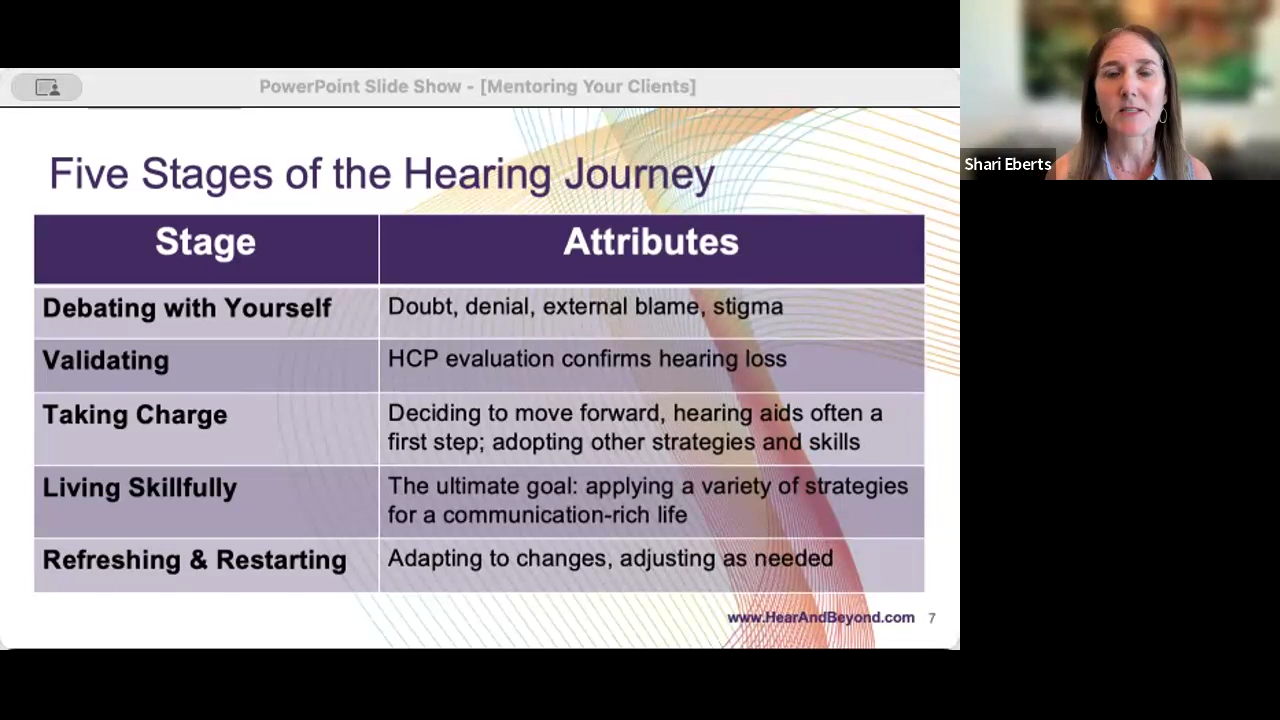 PowerPoint Slide Show - [Mentoring Your Clients]
Shari Eberts
Five Stages of the Hearing Journey
Stage
Attributes
Debating with Yourself
Doubt, denial, external blame, stigma
Validating
HCP evaluation confirms hearing loss
Taking Charge
Deciding to move forward, hearing aids often a
first step; adopting other strategies and skills
Living Skillfully
The ultimate goal: applying a variety of strategies
for a communication-rich life
Refreshing & Restarting
Adapting to changes, adjusting as needed
www.HearAndBeyond.com
7